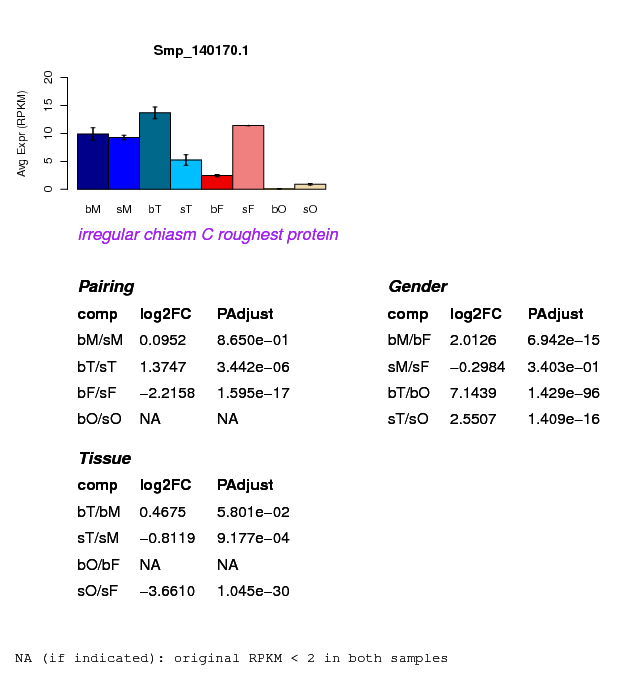 Smp_140170.1
Avg Expr (RPKM)
20
15
10
5
0
bM sM bT sT bF sF bO sO
irregular chiasm C roughest protein
Pairing
comp log2FC PAdjust
bM/sM 0.0952 8.650e−01
bT/sT 1.3747 3.442e−06
bF/sF −2.2158 1.595e−17
bO/sO NA NA
Gender
comp log2FC PAdjust
bM/bF 2.0126 6.942e−15
sM/sF −0.2984 3.403e−01
bT/bO 7.1439 1.429e−96
sT/sO 2.5507 1.409e−16
Tissue
comp log2FC PAdjust
bT/bM 0.4675 5.801e−02
sT/sM −0.8119 9.177e−04
bO/bF NA NA
sO/sF −3.6610 1.045e−30
NA (if indicated): original RPKM < 2 in both samples